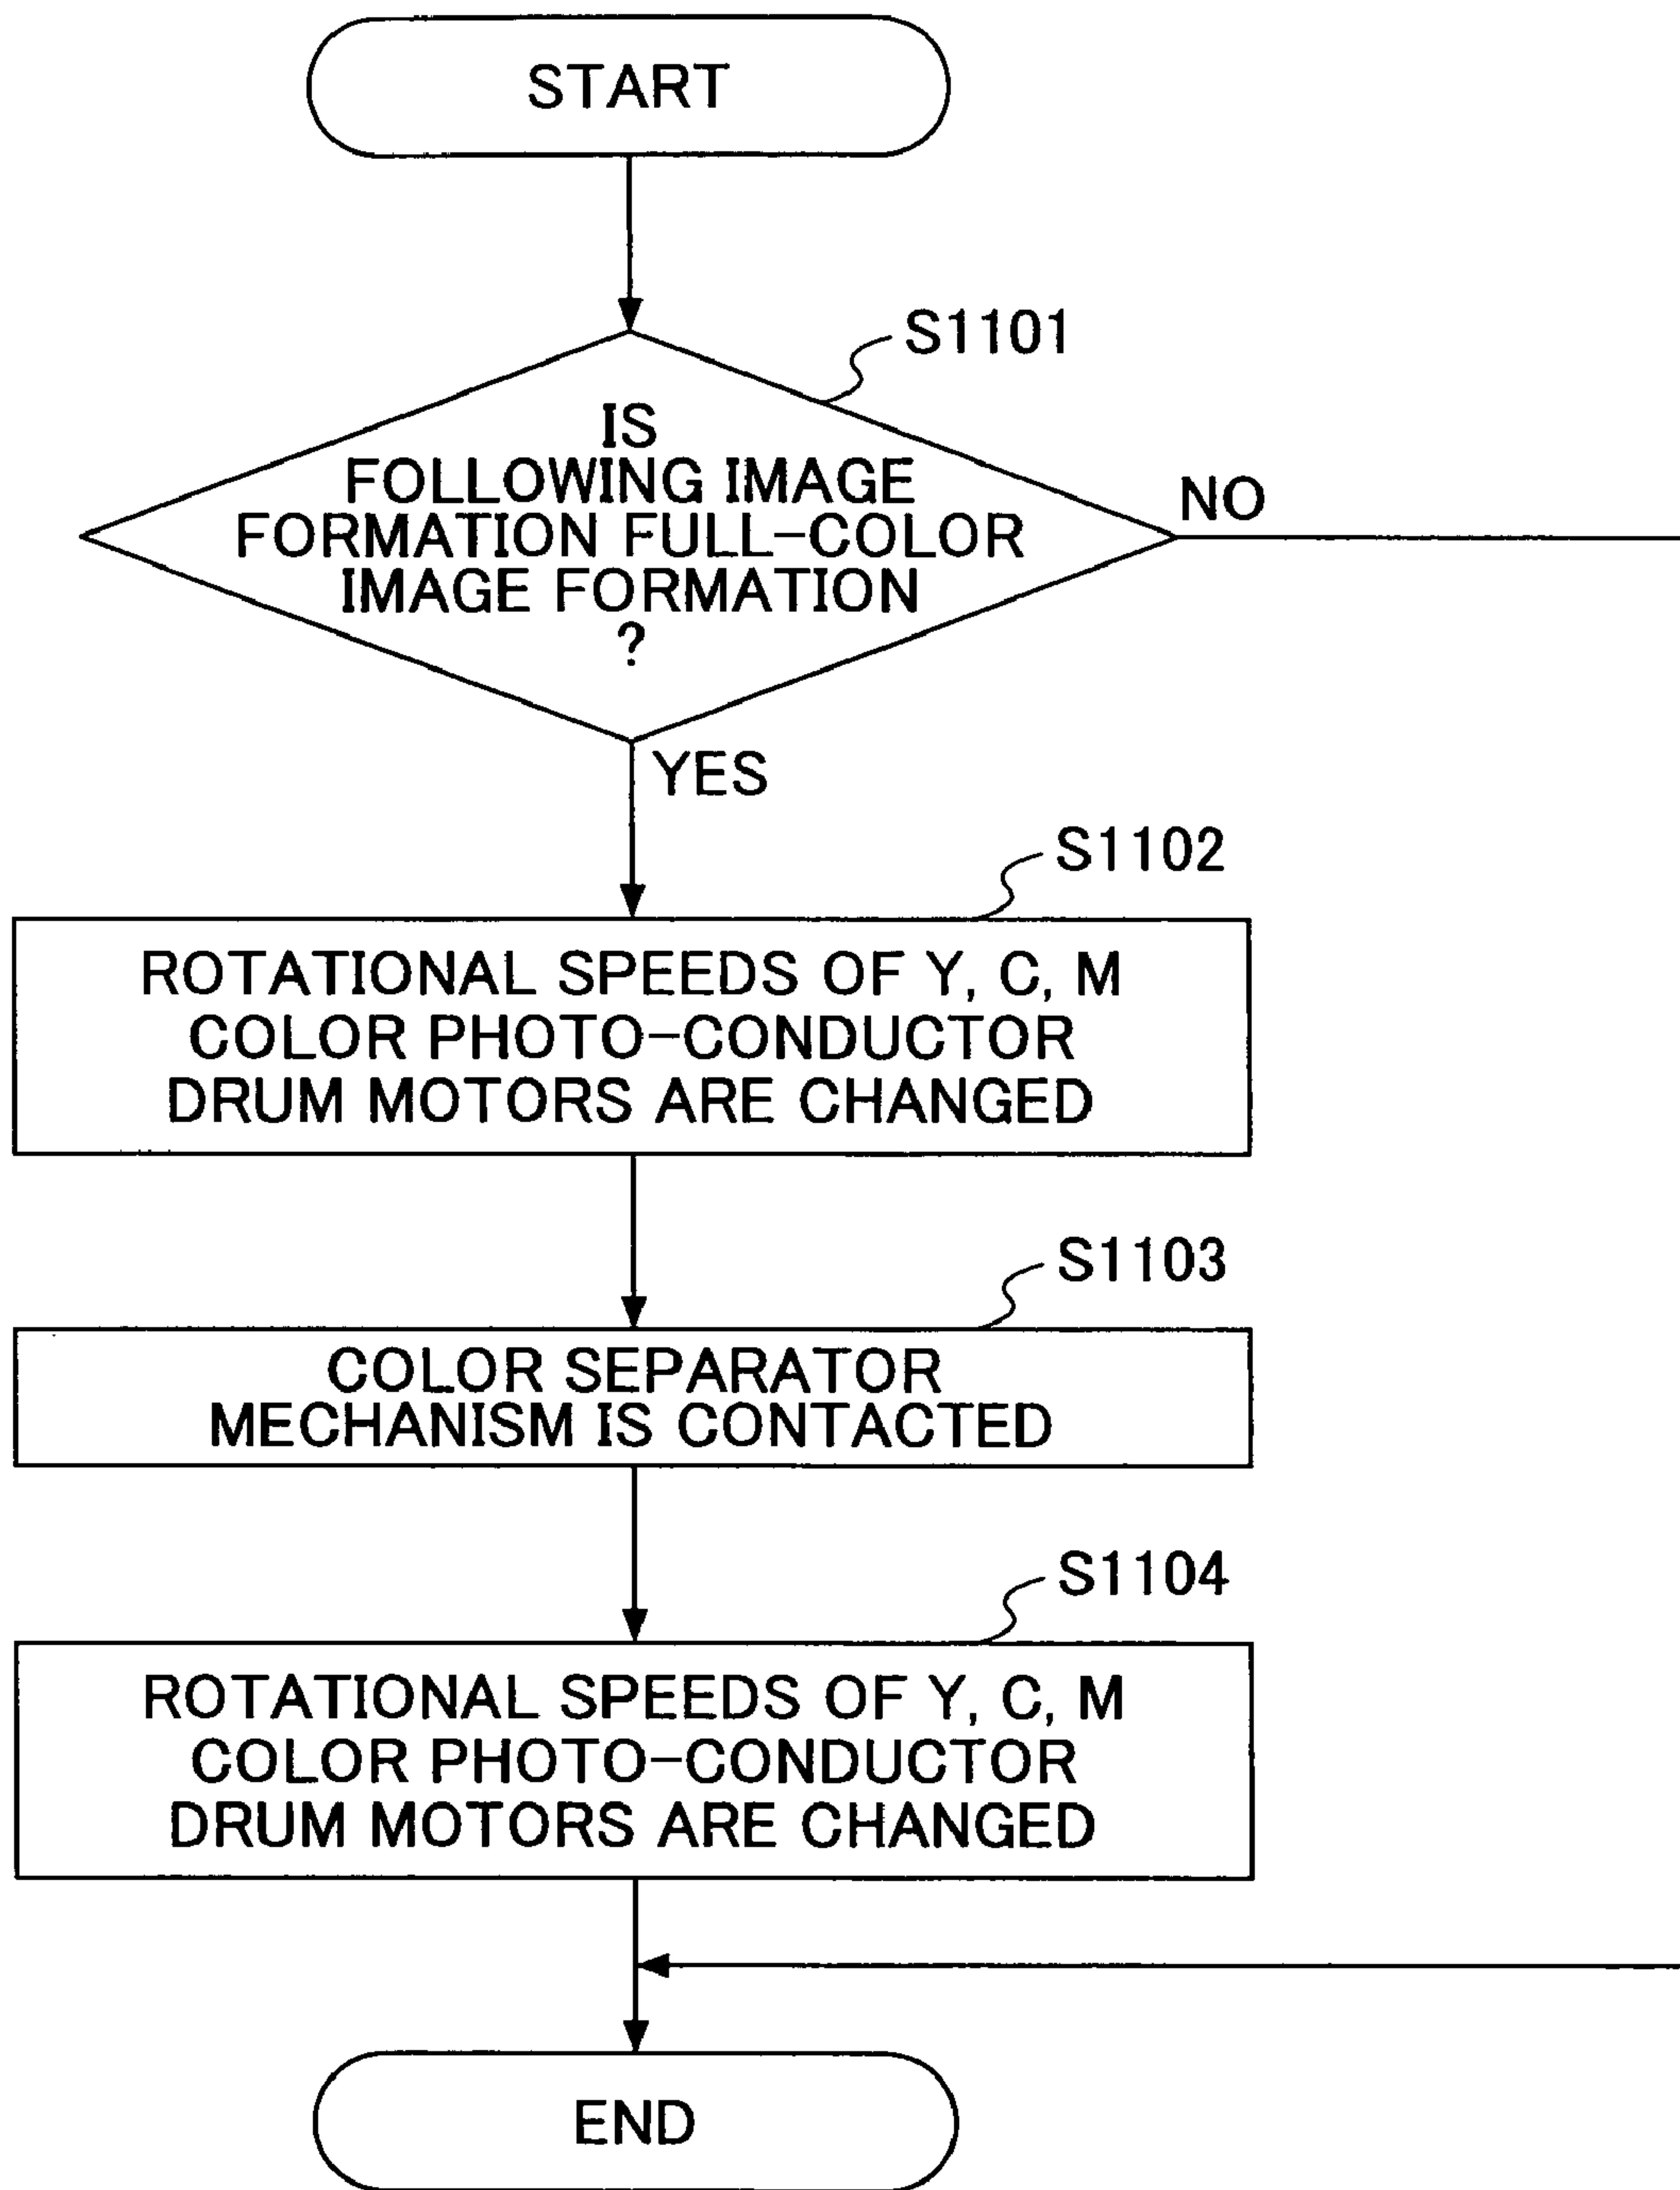 START
S1101
IS
FOLLOWING IMAGE
FORMATION FULL-COLOR
IMAGE FORMATION
?
NO
YES
S1102
ROTATIONAL SPEEDS OF Y, C, M
COLOR PHOTO-CONDUCTOR
DRUM MOTORS ARE CHANGED
S1103
COLOR SEPARATOR
MECHANISM IS CONTACTED
S1104
ROTATIONAL SPEEDS OF Y, C, M
COLOR PHOTO-CONDUCTOR
DRUM MOTORS ARE CHANGED
END